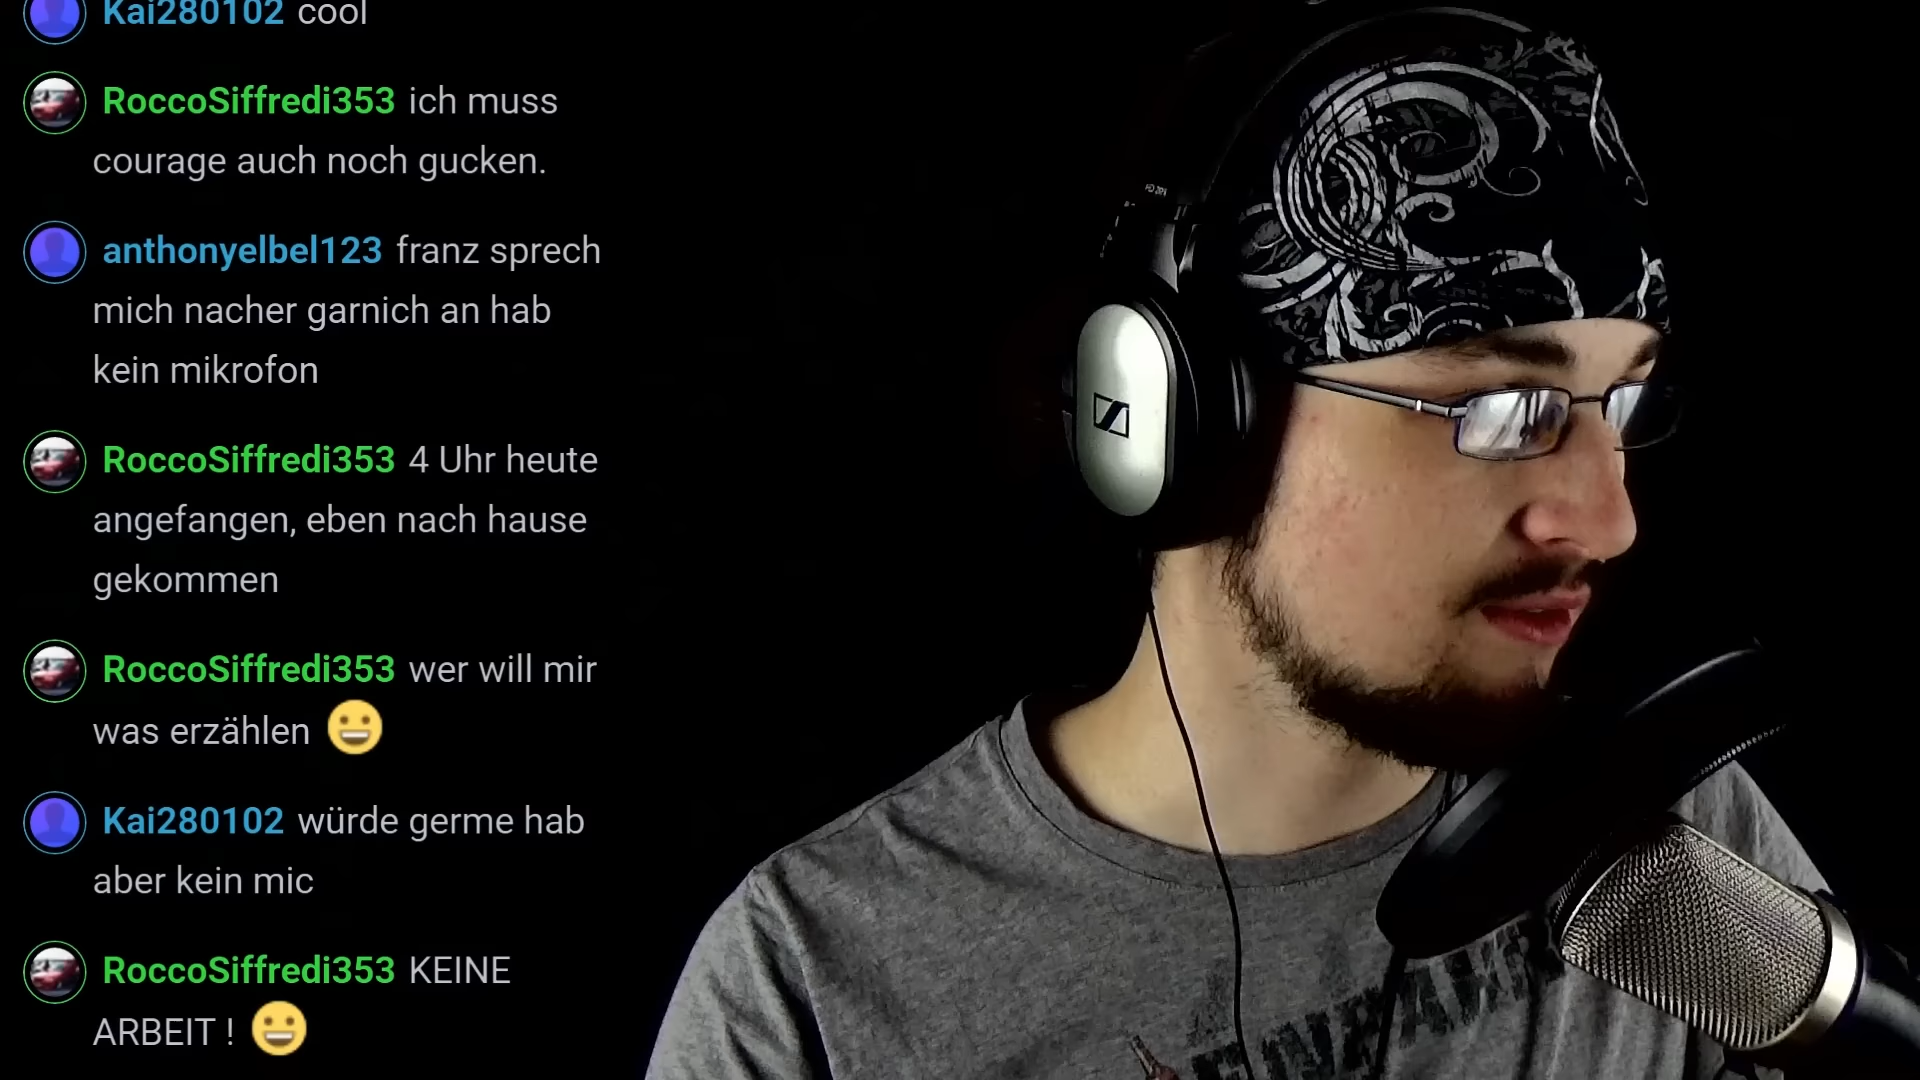 Kai280102 cool
RoccoSiffredi353 ich muss
courage auch noch gucken.
anthonyelbel123 franz sprech
mich nacher garnich an hab
kein mikrofon
RoccoSiffredi353 4 Uhr heute
angefangen, eben nach hause
gekommen
RoccoSiffredi353 wer will mir
was erzählen 😀
Kai280102 würde germe hab
aber kein mic
RoccoSiffredi353 KEINE
ARBEIT ! 😀